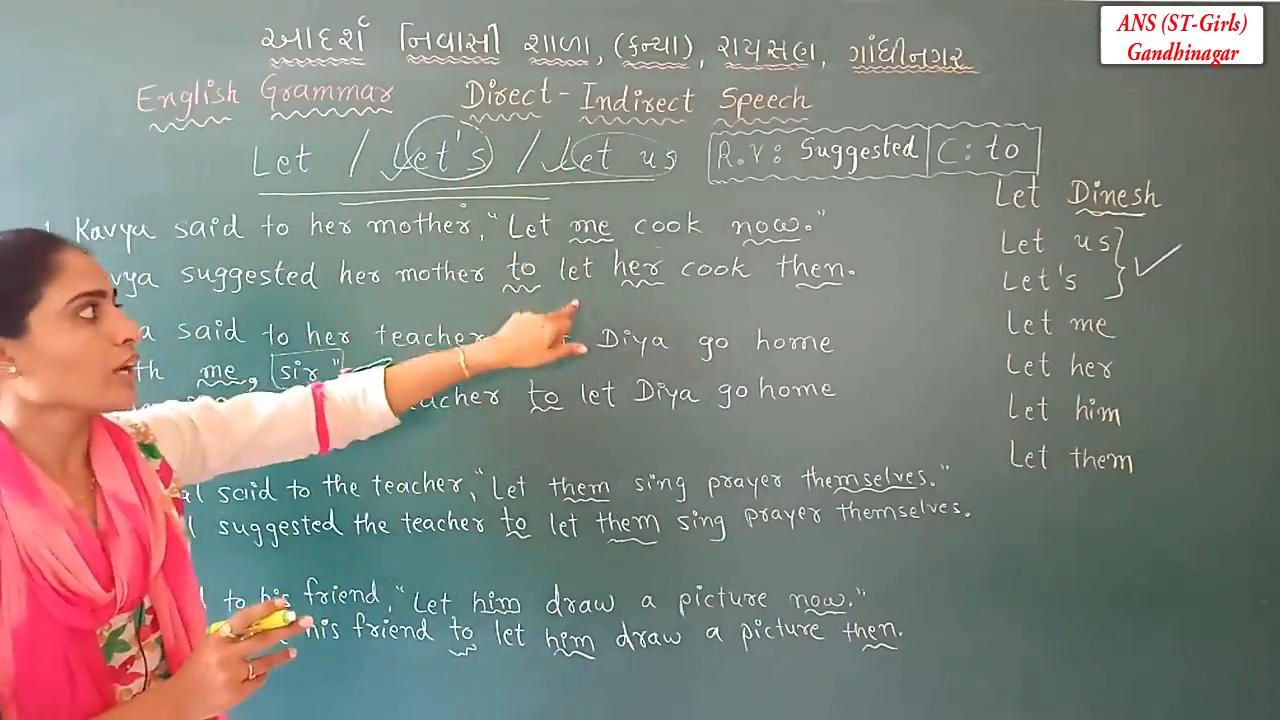 ANS (ST-Girls)
Gandhinagar
આદર્શ નિવાસી શાળા, (કન્યા), રાયસણ, ગાંધીનગર
English Grammar Direct - Indirect Speech
Let / Let's / Let us R.V: Suggested C: to
Kavya said to her mother, "Let me cook now."
suggested her mother to let her cook then.
said to her teacher Diya go home
me, sir"
to let Diya go home
said to the teacher, "Let them sing prayer themselves."
suggested the teacher to let them sing prayer themselves.
to his friend, "Let him draw a picture now."
his friend to let him draw a picture then.
Let Dinesh
Let us
Let's
Let me
Let her
Let him
Let them